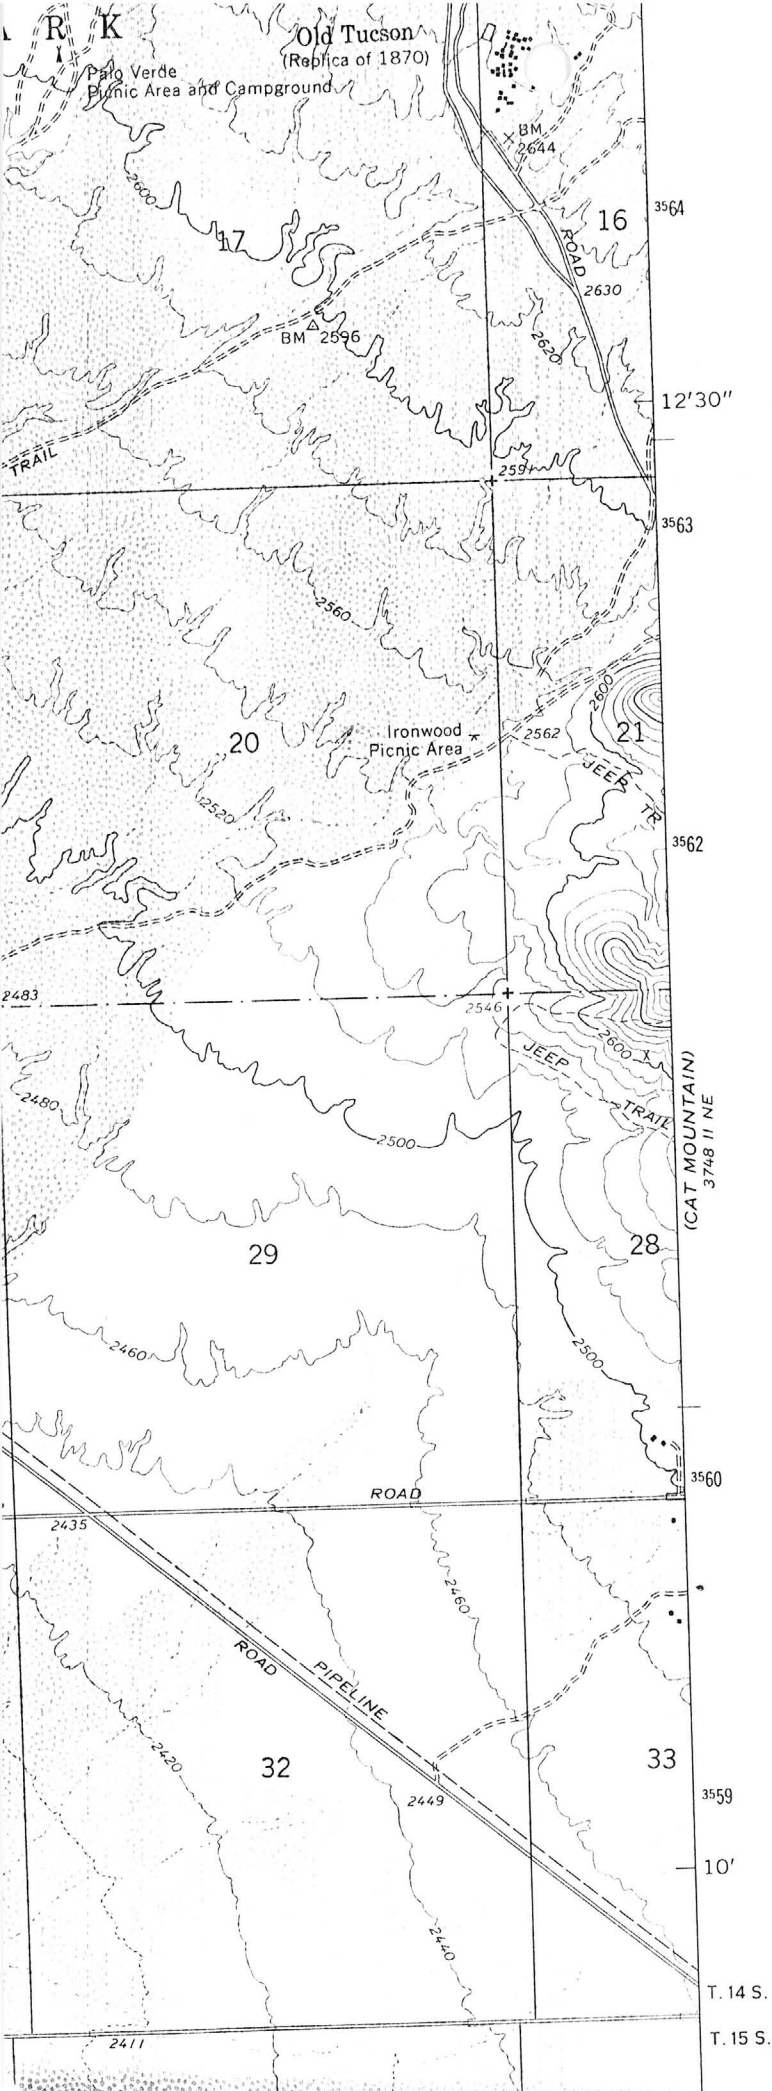 A R K
Old Tucson
(Replica of 1870)
Palo Verde
Picnic Area and Campground
BM
2644
2600
17
16
3564
ROAD
2630
BM 2596
2620
12'30"
TRAIL
2591
3563
2560
2600
20
Ironwood
Picnic Area
2562
21
JEEP TR
2520
3562
2483
2546
2600 X
JEEP TRAIL
2480
2500
(CAT MOUNTAIN)
3748 II NE
29
28
2460
2500
3560
ROAD
2435
2460
ROAD
PIPELINE
2420
32
33
2449
3559
10'
2440
T. 14 S.
T. 15 S.
2411